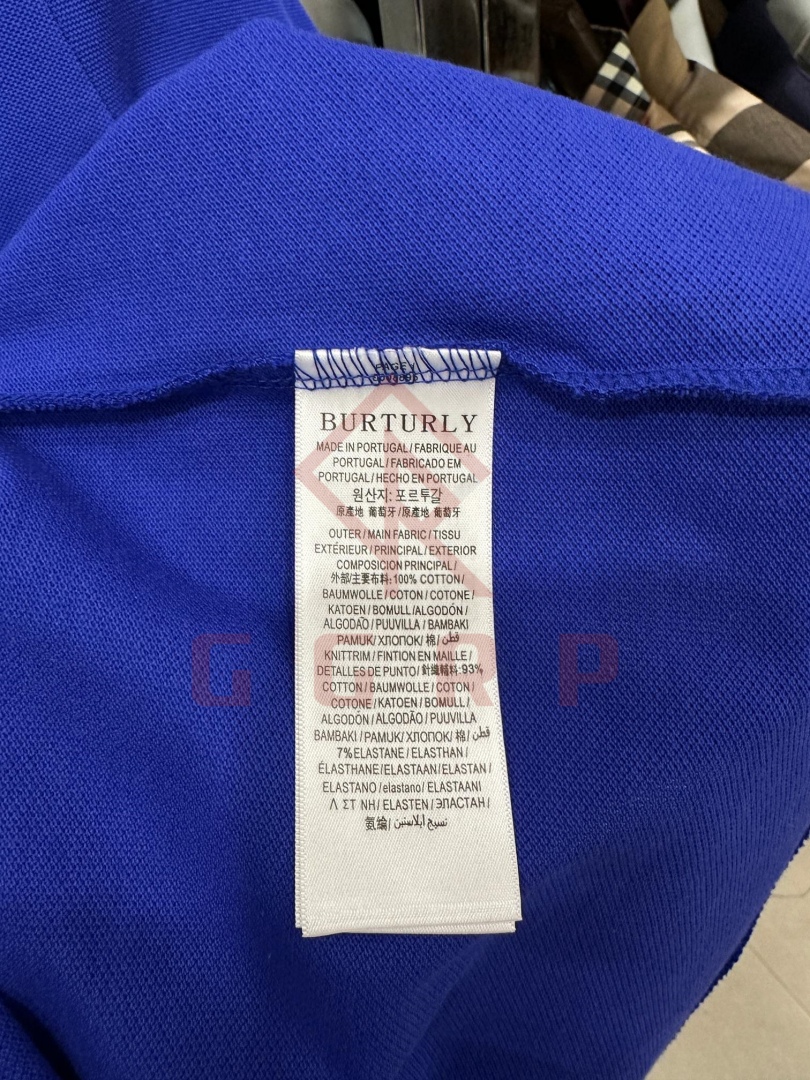 PAGE 1
BURTURLY
MADE IN PORTUGAL / FABRIQUE AU
PORTUGAL / FABRICADO EM
PORTUGAL / HECHO EN PORTUGAL
원산지: 포르투갈
原產地 葡萄牙 / 原產地 葡萄牙
OUTER / MAIN FABRIC / TISSU
EXTÉRIEUR / PRINCIPAL / EXTERIOR
COMPOSICION PRINCIPAL /
外部/主要布料: 100% COTTON /
BAUMWOLLE / COTON / COTONE /
KATOEN / BOMULL / ALGODÓN /
ALGODAO / PUUVILLA / BAMBAKI
PAMUK / ХЛОПОК / 棉 / قطن
KNITTRIM / FINTION EN MAILLE /
DETALLES DE PUNTO / 針織輔料: 93%
COTTON / BAUMWOLLE / COTON /
COTONE / KATOEN / BOMULL /
ALGODÓN / ALGODÃO / PUUVILLA
BAMBAKI / PAMUK / ХЛОПОК / 棉 / قطن
7% ELASTANE / ELASTHAN /
ÉLASTHANE / ELASTAAN / ELASTAN /
ELASTANO / elastano / ELASTAANI
Λ ΣΤ ΝΗ / ELASTEN / ЭЛАСТАН /
氨綸 / نسيج ايلاستين
G RP